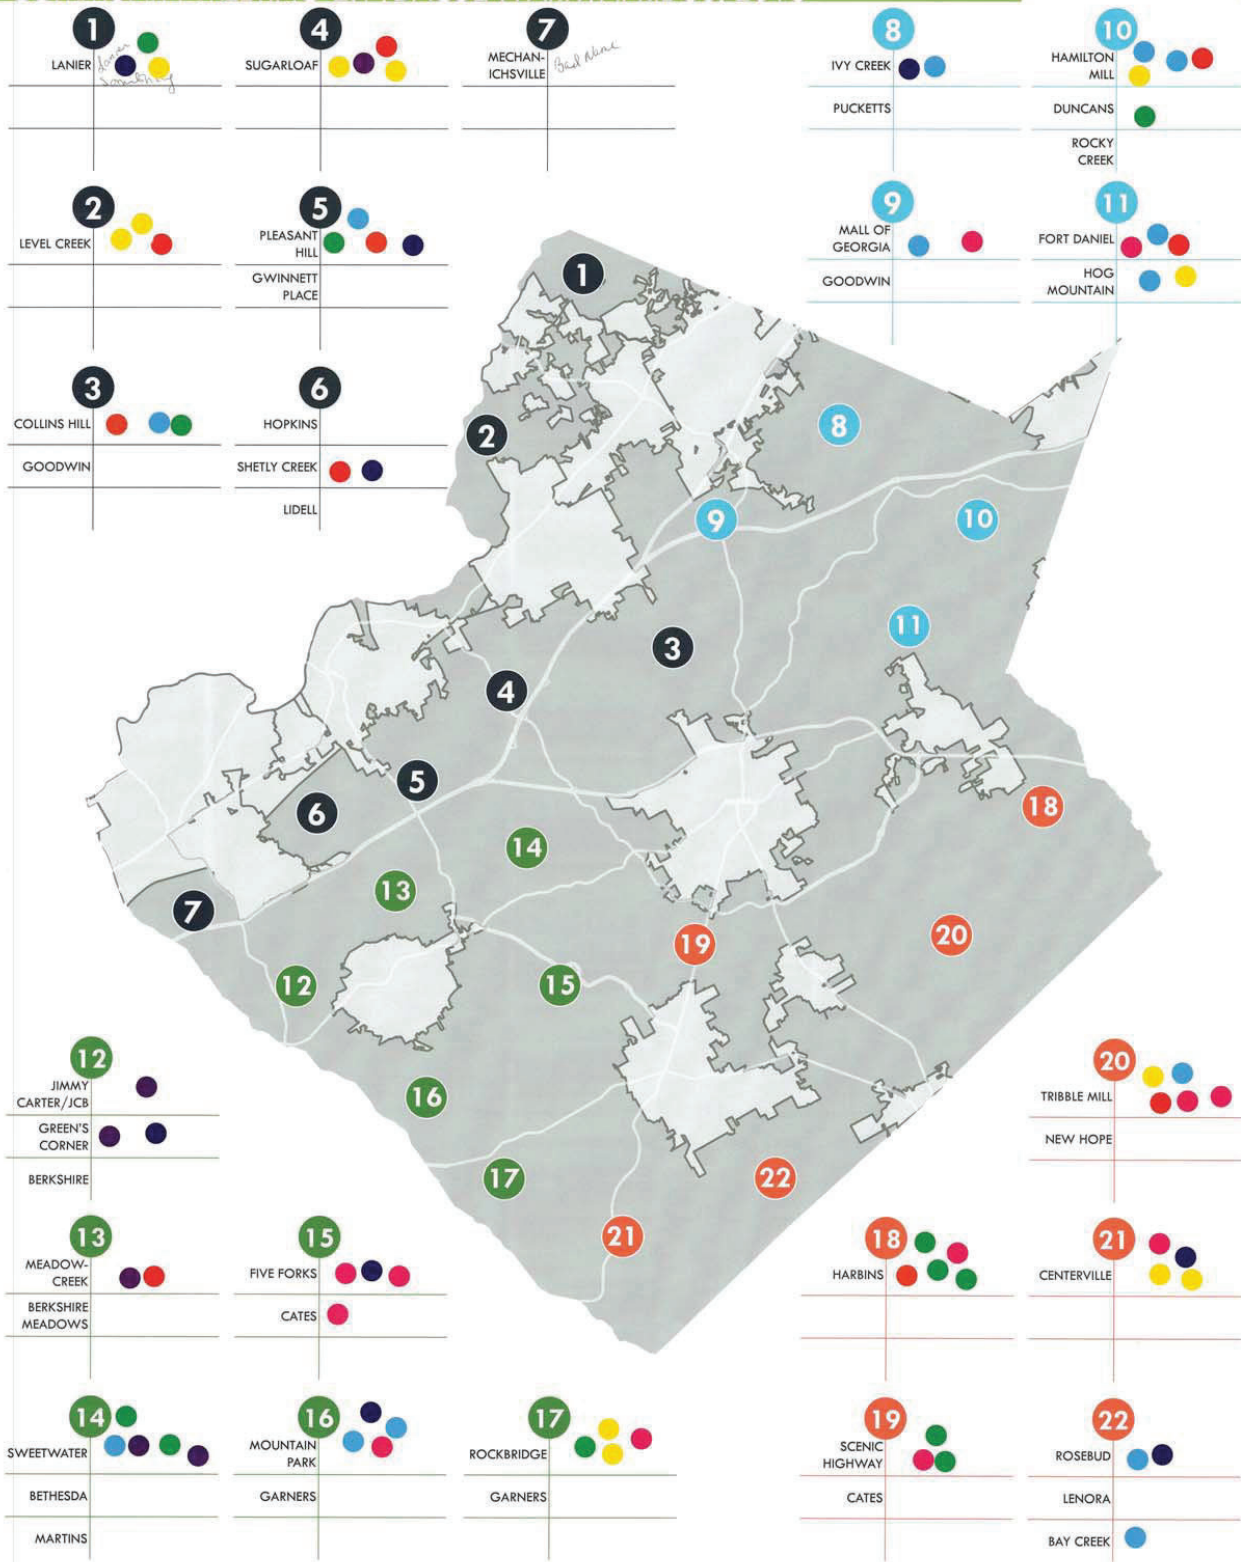 1
LANIER
Lanier
Something
4
SUGARLOAF
7
MECHAN-
ICHSVILLE
Bad Name
8
IVY CREEK
PUCKETTS
10
HAMILTON
MILL
DUNCANS
ROCKY
CREEK
2
LEVEL CREEK
5
PLEASANT
HILL
GWINNETT
PLACE
9
MALL OF
GEORGIA
GOODWIN
11
FORT DANIEL
HOG
MOUNTAIN
3
COLLINS HILL
GOODWIN
6
HOPKINS
SHETLY CREEK
LIDELL
1
2
8
9
10
11
3
4
5
6
18
14
13
7
19
20
12
15
16
17
22
21
12
JIMMY
CARTER/JCB
GREEN'S
CORNER
BERKSHIRE
20
TRIBBLE MILL
NEW HOPE
13
MEADOW-
CREEK
BERKSHIRE
MEADOWS
15
FIVE FORKS
CATES
18
HARBINS
21
CENTERVILLE
14
SWEETWATER
BETHESDA
MARTINS
16
MOUNTAIN
PARK
GARNERS
17
ROCKBRIDGE
GARNERS
19
SCENIC
HIGHWAY
CATES
22
ROSEBUD
LENORA
BAY CREEK